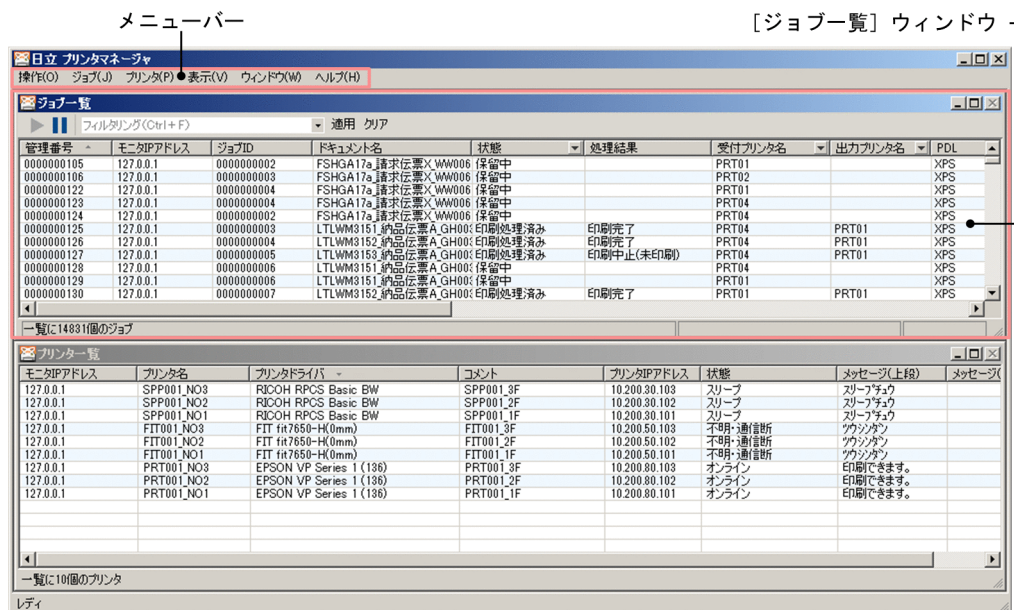 メニューバー
[ジョブ一覧] ウィンドウ
日立 プリンタマネージャ
操作(O) ジョブ(J) プリンタ(P) 表示(V) ウィンドウ(W) ヘルプ(H)
ジョブ一覧
フィルタリング(Ctrl+F) 適用 クリア
管理番号 モニタIPアドレス ジョブID ドキュメント名 状態 処理結果 受付プリンタ名 出力プリンタ名 PDL
0000000105 127.0.0.1 0000000002 FSHGA17a_請求伝票X_WW006 保留中 PRT01 XPS
0000000106 127.0.0.1 0000000003 FSHGA17a_請求伝票X_WW006 保留中 PRT02 XPS
0000000122 127.0.0.1 0000000004 FSHGA17a_請求伝票X_WW006 保留中 PRT01 XPS
0000000123 127.0.0.1 0000000004 FSHGA17a_請求伝票X_WW006 保留中 PRT04 XPS
0000000124 127.0.0.1 0000000002 FSHGA17a_請求伝票X_WW006 保留中 PRT04 XPS
0000000125 127.0.0.1 0000000003 LTLWM3151_納品伝票A_GH003 印刷処理済み 印刷完了 PRT04 PRT01 XPS
0000000126 127.0.0.1 0000000004 LTLWM3152_納品伝票A_GH003 印刷処理済み 印刷完了 PRT04 PRT01 XPS
0000000127 127.0.0.1 0000000005 LTLWM3153_納品伝票A_GH003 印刷処理済み 印刷中止(未印刷) PRT04 PRT01 XPS
0000000128 127.0.0.1 0000000006 LTLWM3151_納品伝票A_GH003 保留中 PRT04 XPS
0000000129 127.0.0.1 0000000006 LTLWM3151_納品伝票A_GH003 保留中 PRT01 XPS
0000000130 127.0.0.1 0000000007 LTLWM3152_納品伝票A_GH003 印刷処理済み 印刷完了 PRT01 PRT01 XPS
一覧に14831個のジョブ
プリンタ一覧
モニタIPアドレス プリンタ名 プリンタドライバ コメント プリンタIPアドレス 状態 メッセージ(上段) メッセージ(
127.0.0.1 SPP001_NO3 RICOH RPCS Basic BW SPP001_3F 10.200.30.103 スリープ スリープチュウ
127.0.0.1 SPP001_NO2 RICOH RPCS Basic BW SPP001_2F 10.200.30.102 スリープ スリープチュウ
127.0.0.1 SPP001_NO1 RICOH RPCS Basic BW SPP001_1F 10.200.30.101 スリープ スリープチュウ
127.0.0.1 FIT001_NO3 FIT fit7650-H(0mm) FIT001_3F 10.200.50.103 不明・通信断 ツウシンダン
127.0.0.1 FIT001_NO2 FIT fit7650-H(0mm) FIT001_2F 10.200.50.102 不明・通信断 ツウシンダン
127.0.0.1 FIT001_NO1 FIT fit7650-H(0mm) FIT001_1F 10.200.50.101 不明・通信断 ツウシンダン
127.0.0.1 PRT001_NO3 EPSON VP Series 1 (136) PRT001_3F 10.200.80.103 オンライン 印刷できます。
127.0.0.1 PRT001_NO2 EPSON VP Series 1 (136) PRT001_2F 10.200.80.102 オンライン 印刷できます。
127.0.0.1 PRT001_NO1 EPSON VP Series 1 (136) PRT001_1F 10.200.80.101 オンライン 印刷できます。
一覧に10個のプリンタ
レディ